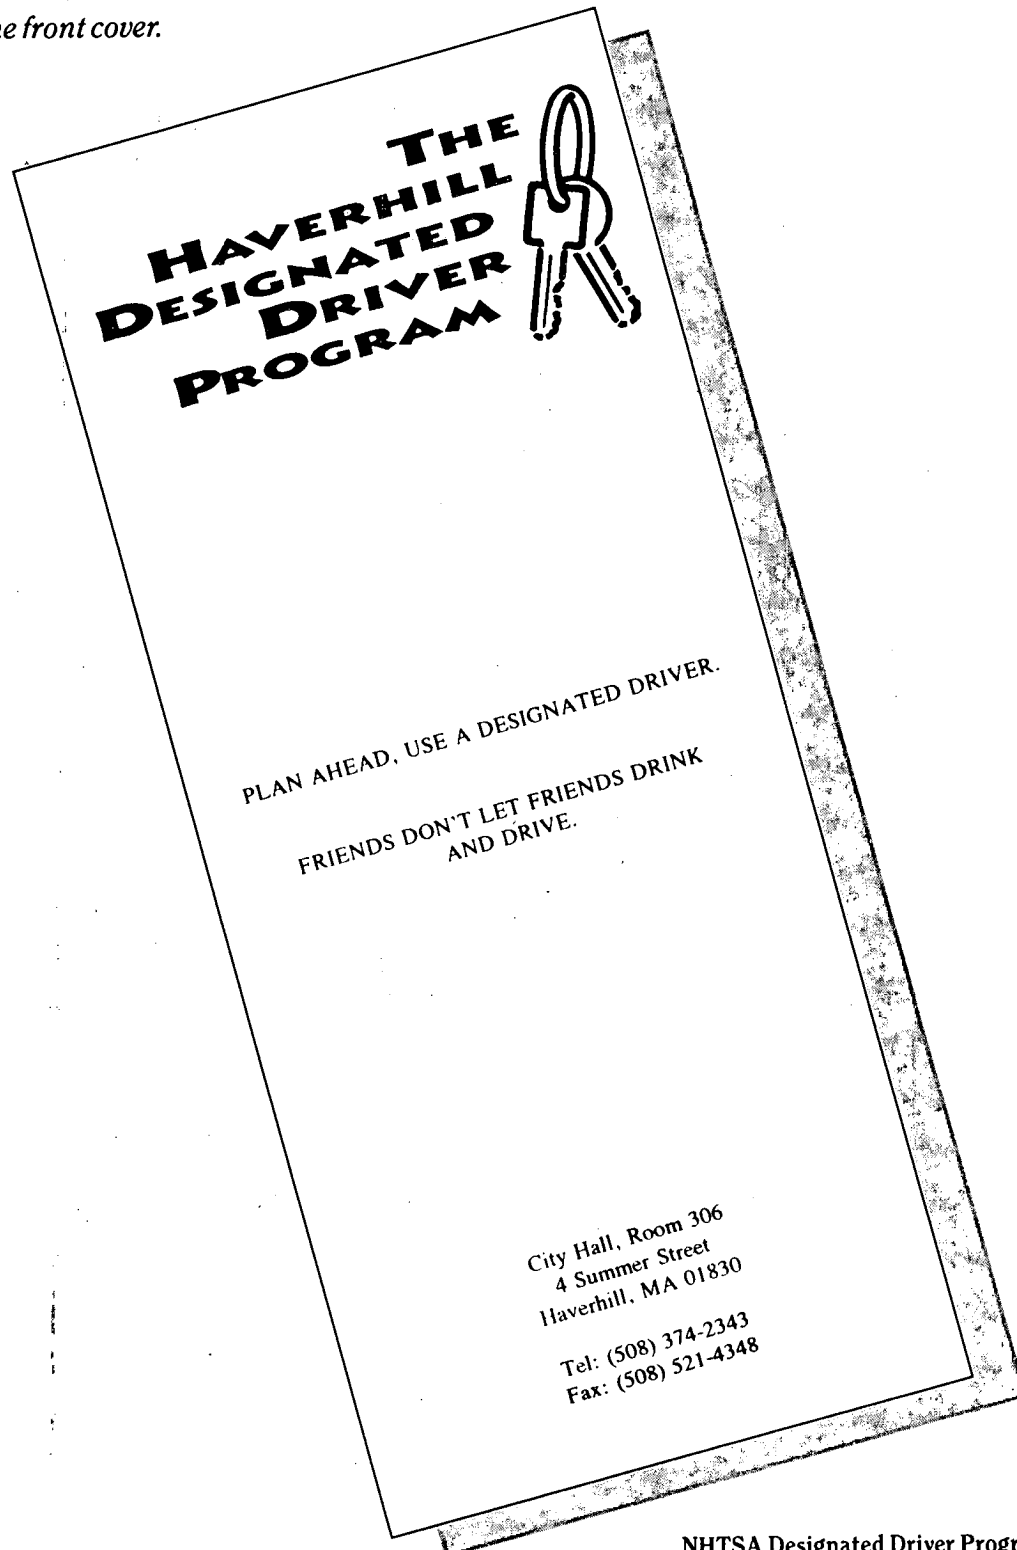 front cover.
THE
HAVERHILL
DESIGNATED
DRIVER
PROGRAM
PLAN AHEAD, USE A DESIGNATED DRIVER.
FRIENDS DON'T LET FRIENDS DRINK
AND DRIVE.
City Hall, Room 306
4 Summer Street
Haverhill, MA 01830
Tel: (508) 374-2343
Fax: (508) 521-4348
NHTSA Designated Driver